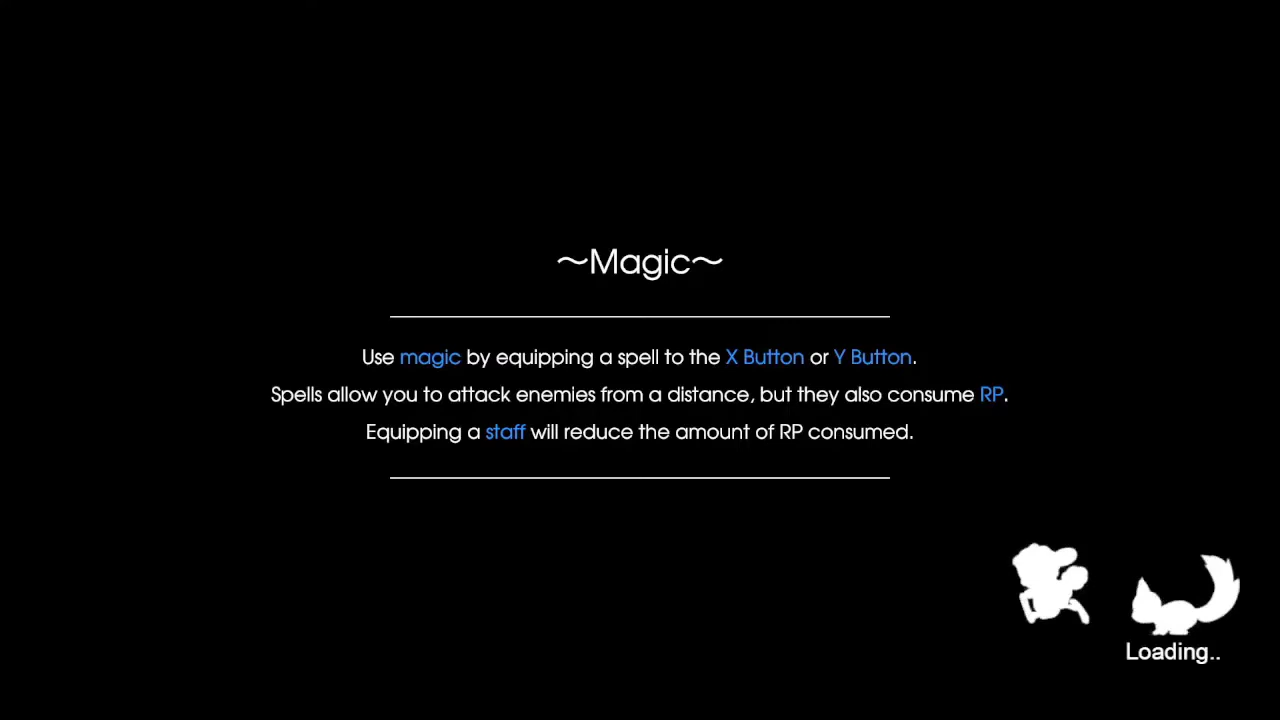 ～Magic～
Use magic by equipping a spell to the X Button or Y Button.
Spells allow you to attack enemies from a distance, but they also consume RP.
Equipping a staff will reduce the amount of RP consumed.
Loading..